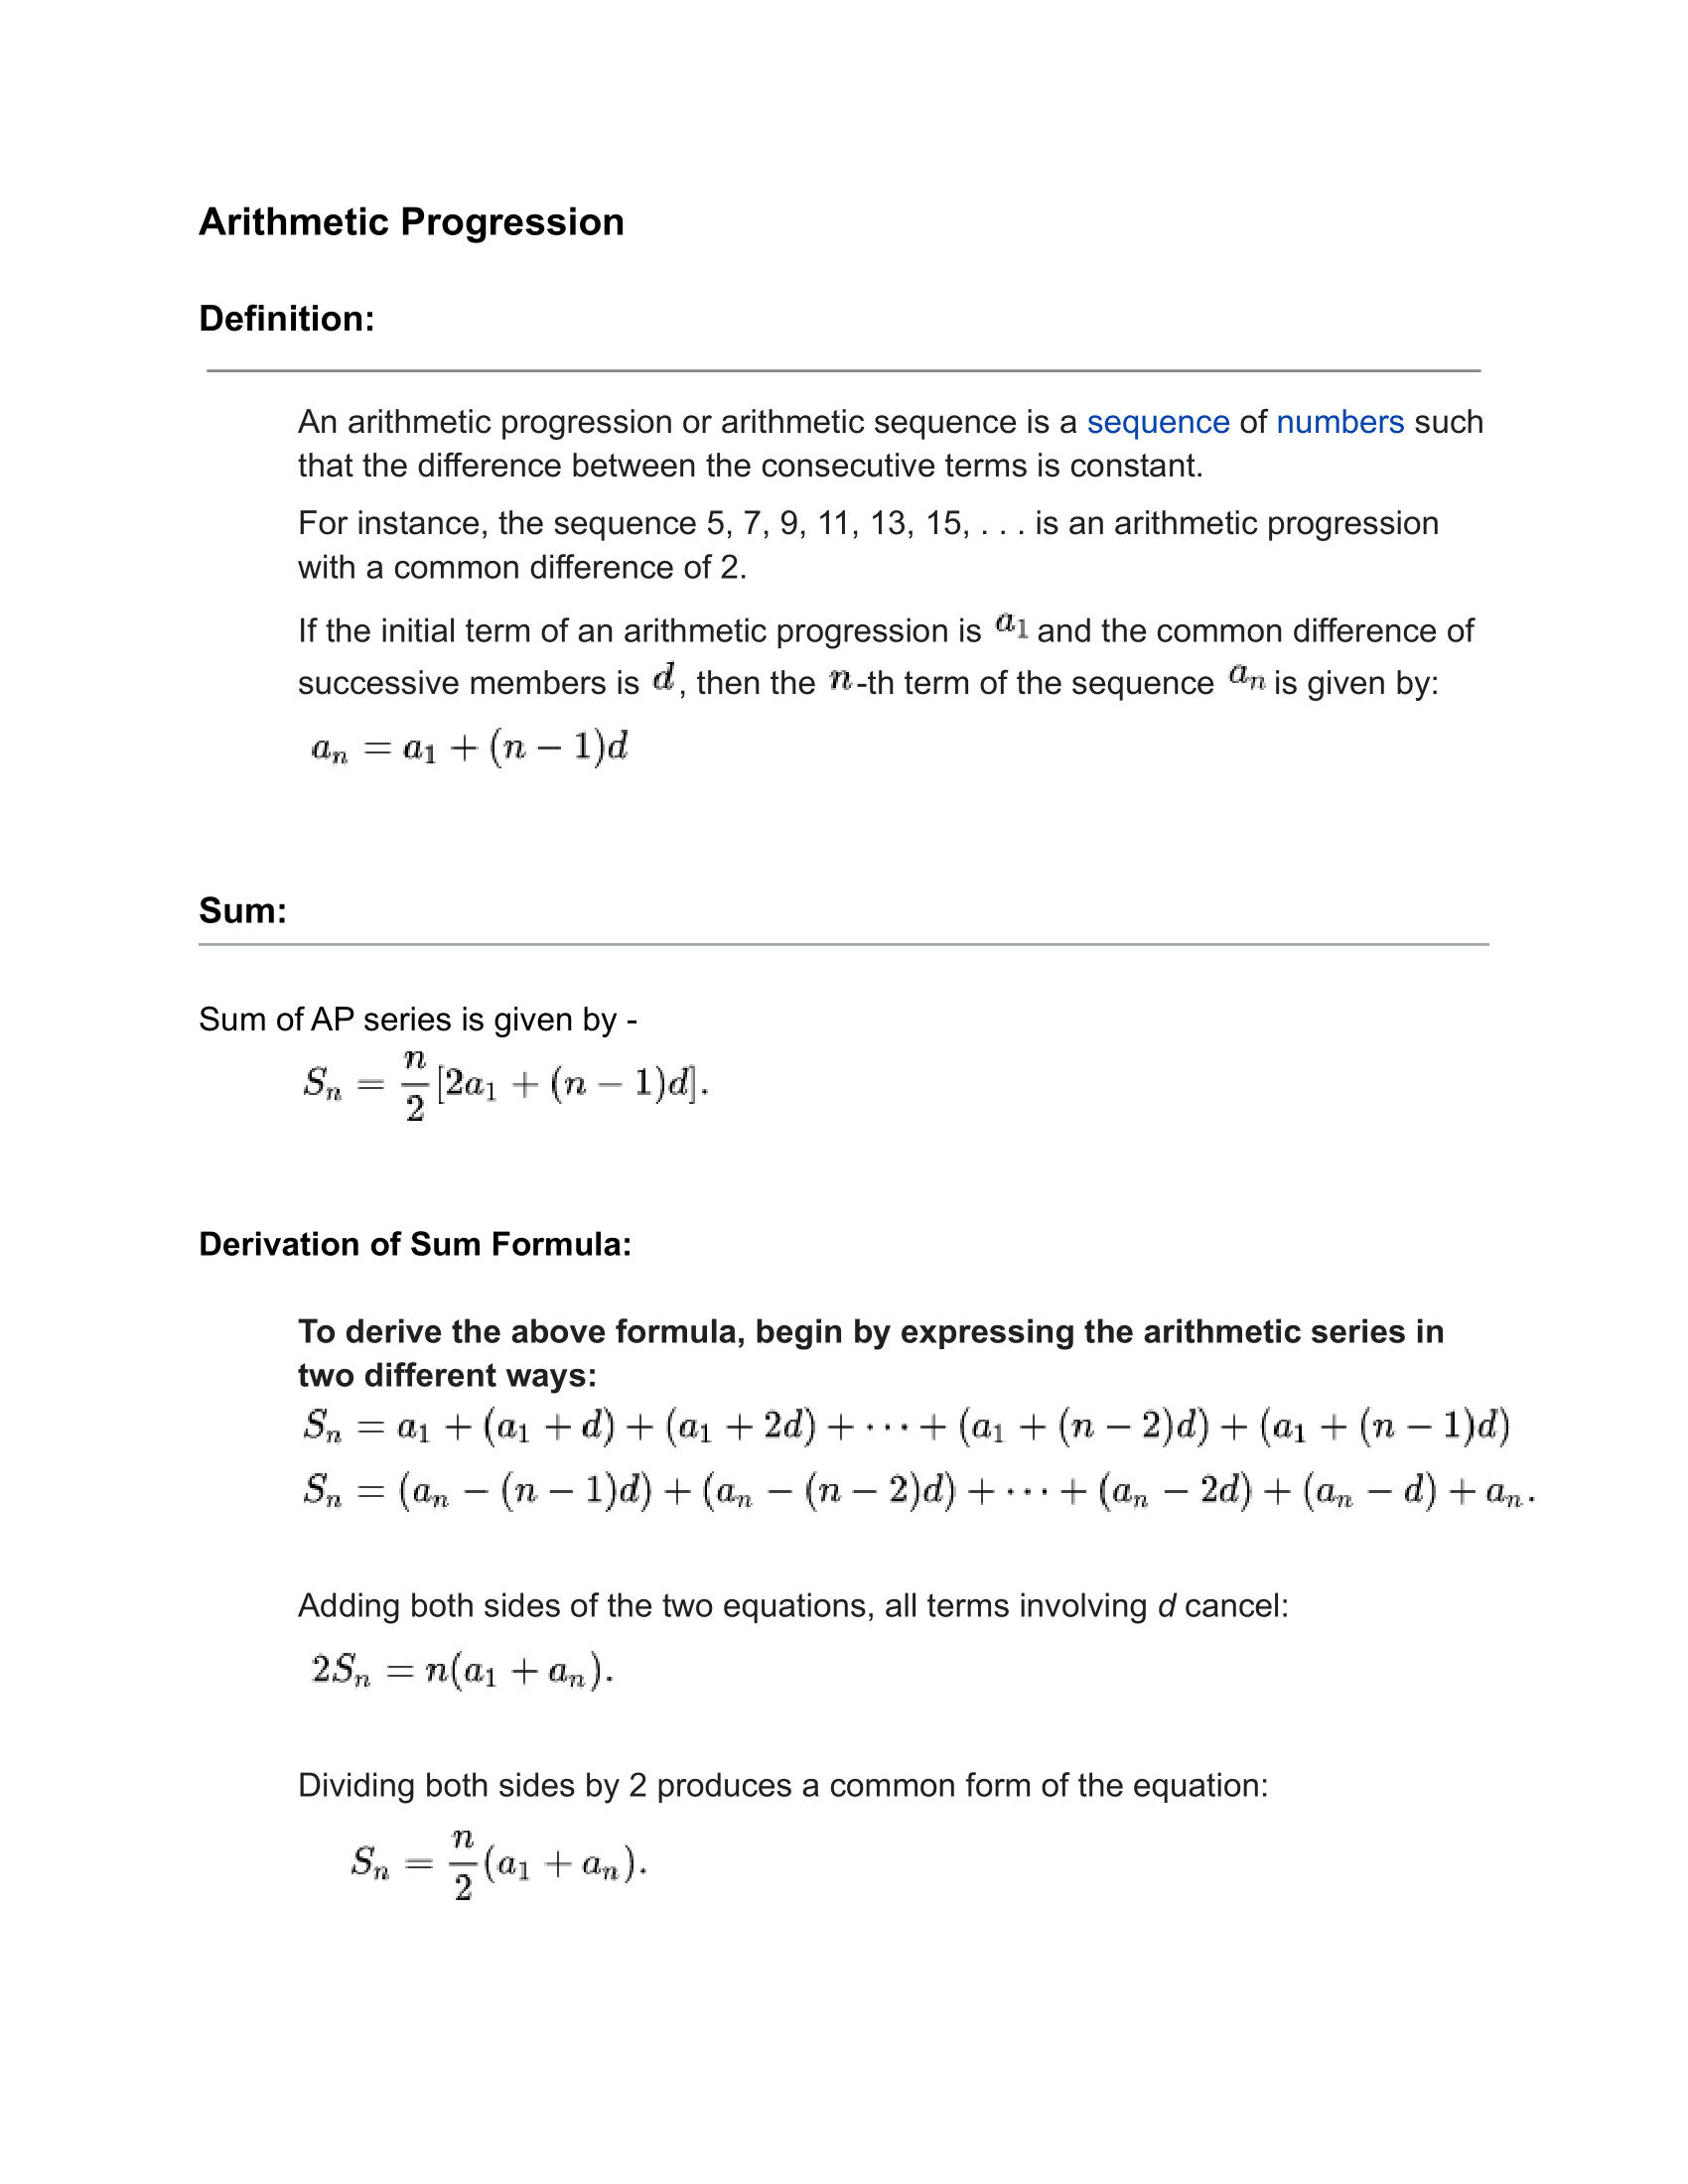 Arithmetic Progression
Definition:
An arithmetic progression or arithmetic sequence is a sequence of numbers such
that the difference between the consecutive terms is constant.
For instance, the sequence 5, 7, 9, 11, 13, 15, . . . is an arithmetic progression
with a common difference of 2.
If the initial term of an arithmetic progression is $a_1$ and the common difference of
successive members is $d$, then the $n$-th term of the sequence $a_n$ is given by:
$a_n = a_1 + (n - 1)d$
Sum:
Sum of AP series is given by -
$S_n = \frac{n}{2}[2a_1 + (n - 1)d].$
Derivation of Sum Formula:
To derive the above formula, begin by expressing the arithmetic series in
two different ways:
$S_n = a_1 + (a_1 + d) + (a_1 + 2d) + \cdots + (a_1 + (n - 2)d) + (a_1 + (n - 1)d)$
$S_n = (a_n - (n - 1)d) + (a_n - (n - 2)d) + \cdots + (a_n - 2d) + (a_n - d) + a_n.$
Adding both sides of the two equations, all terms involving d cancel:
$2S_n = n(a_1 + a_n).$
Dividing both sides by 2 produces a common form of the equation:
$S_n = \frac{n}{2}(a_1 + a_n).$